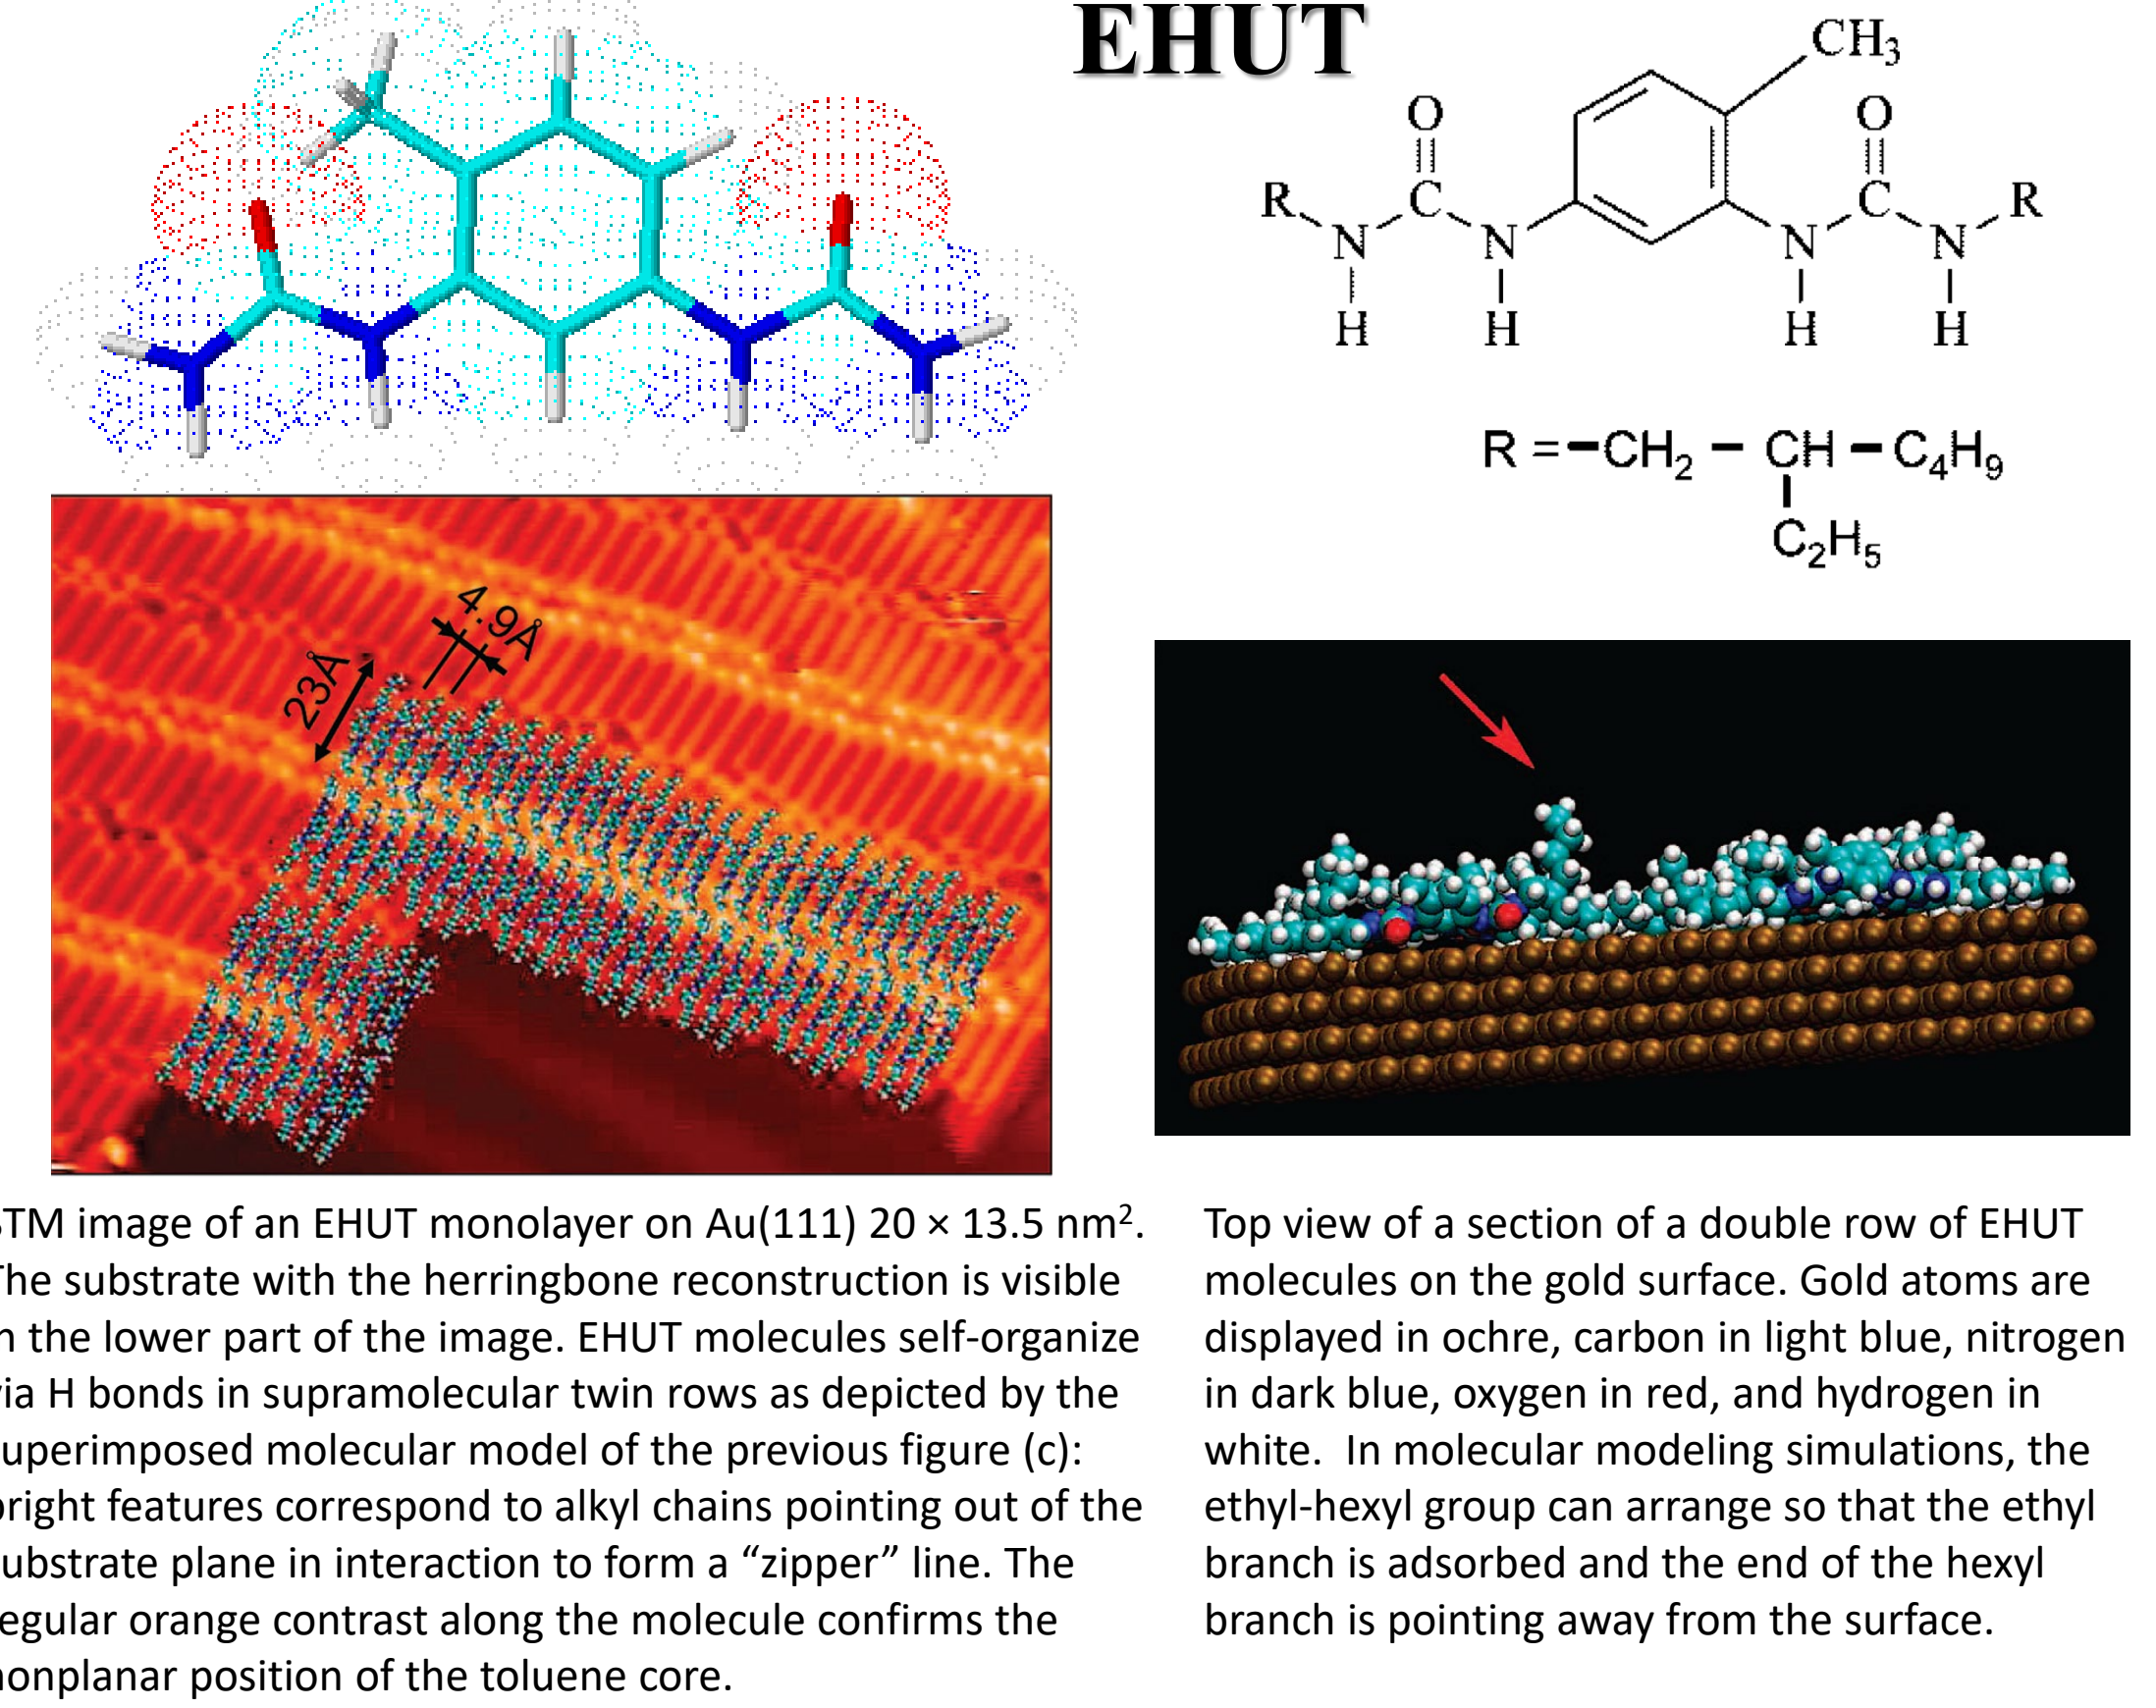 EHUT
CH₃
O
O
R
C
C
R
N
N
N
N
H
H
H
H
R = –CH₂ – CH – C₄H₉
C₂H₅
4.9Å
23Å
STM image of an EHUT monolayer on Au(111) 20 × 13.5 nm².
The substrate with the herringbone reconstruction is visible
n the lower part of the image. EHUT molecules self-organize
via H bonds in supramolecular twin rows as depicted by the
uperimposed molecular model of the previous figure (c):
bright features correspond to alkyl chains pointing out of the
ubstrate plane in interaction to form a “zipper” line. The
egular orange contrast along the molecule confirms the
nonplanar position of the toluene core.
Top view of a section of a double row of EHUT
molecules on the gold surface. Gold atoms are
displayed in ochre, carbon in light blue, nitrogen
in dark blue, oxygen in red, and hydrogen in
white. In molecular modeling simulations, the
ethyl-hexyl group can arrange so that the ethyl
branch is adsorbed and the end of the hexyl
branch is pointing away from the surface.